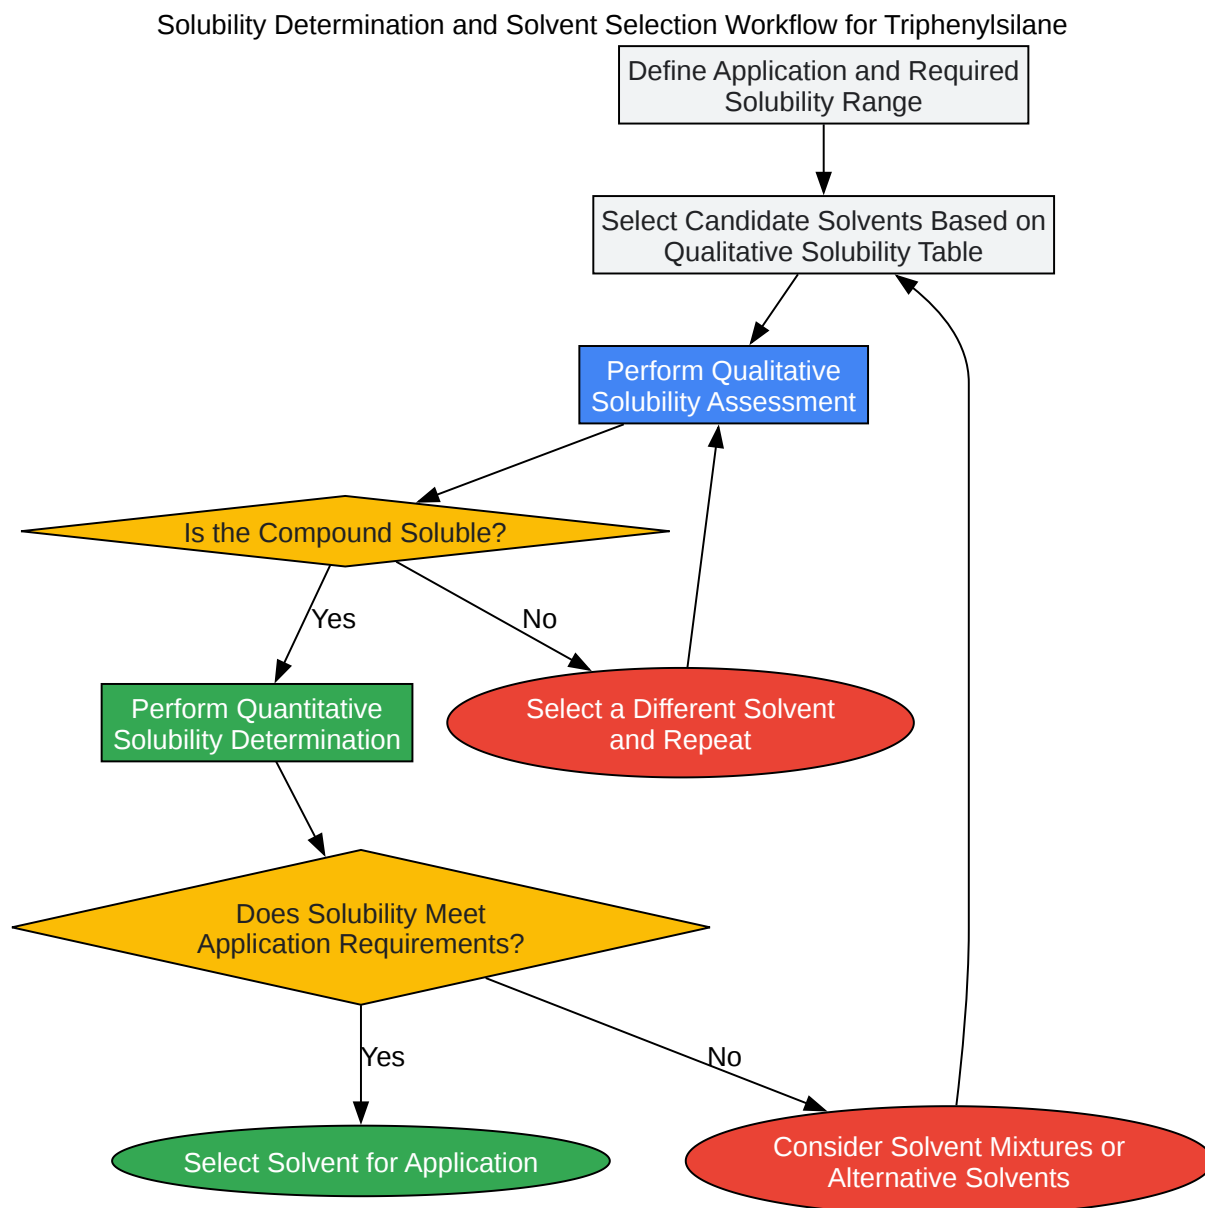 Solubility Determination and Solvent Selection Workflow for Triphenylsilane
Define Application and Required
Solubility Range
Select Candidate Solvents Based on
Qualitative Solubility Table
Perform Qualitative
Solubility Assessment
Is the Compound Soluble?
Yes
No
Perform Quantitative
Solubility Determination
Select a Different Solvent
and Repeat
Does Solubility Meet
Application Requirements?
Yes
No
Select Solvent for Application
Consider Solvent Mixtures or
Alternative Solvents